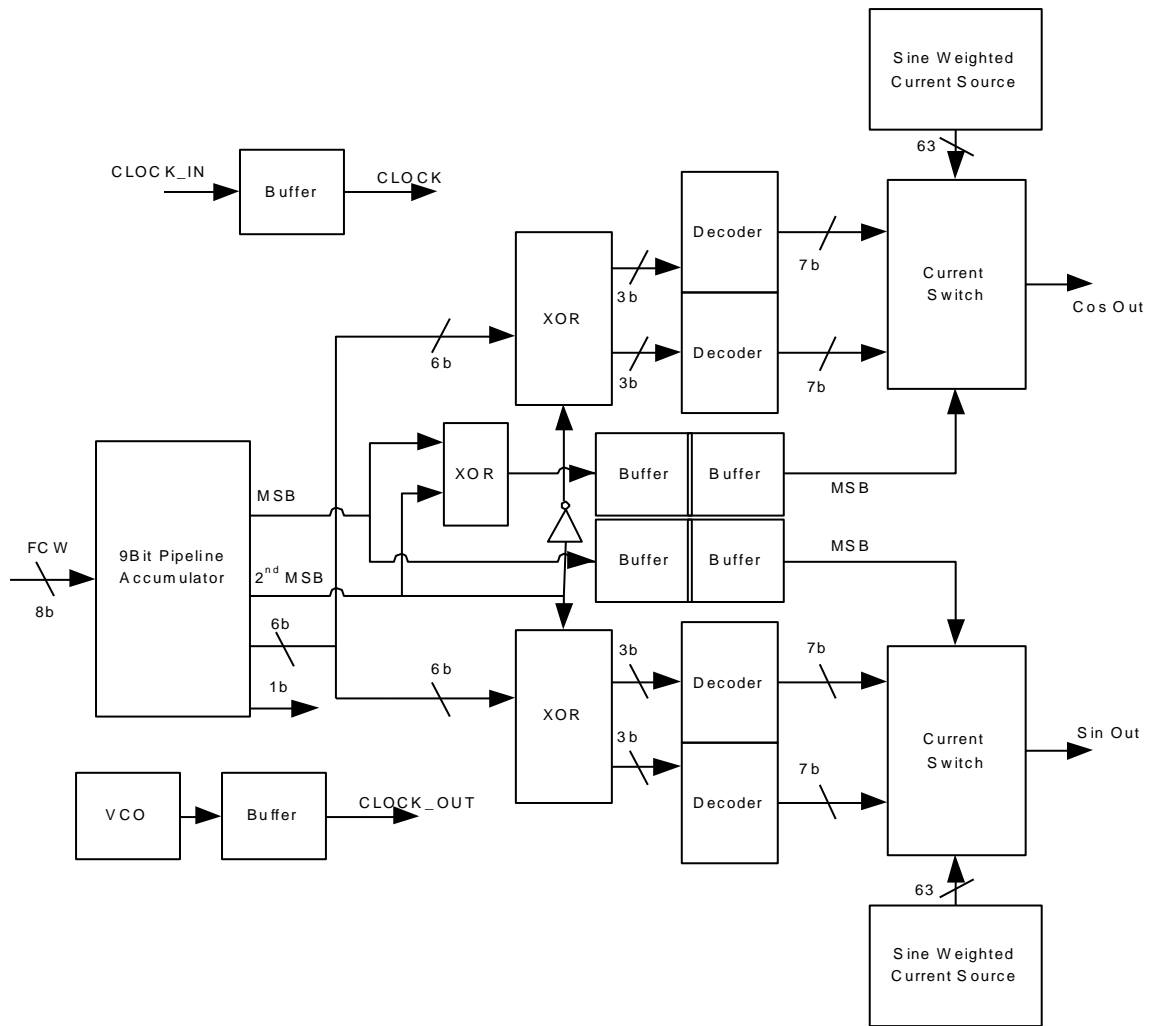 Sine Weighted
Current Source
63
CLOCK_IN
Buffer
CLOCK
Decoder
7b
3b
XOR
Current
Switch
Cos Out
6b
3b
Decoder
7b
XOR
Buffer
Buffer
MSB
MSB
FCW
8b
9Bit Pipeline
Accumulator
2nd MSB
Buffer
Buffer
MSB
6b
1b
6b
XOR
3b
Decoder
7b
3b
Decoder
7b
Current
Switch
Sin Out
VCO
Buffer
CLOCK_OUT
63
Sine Weighted
Current Source